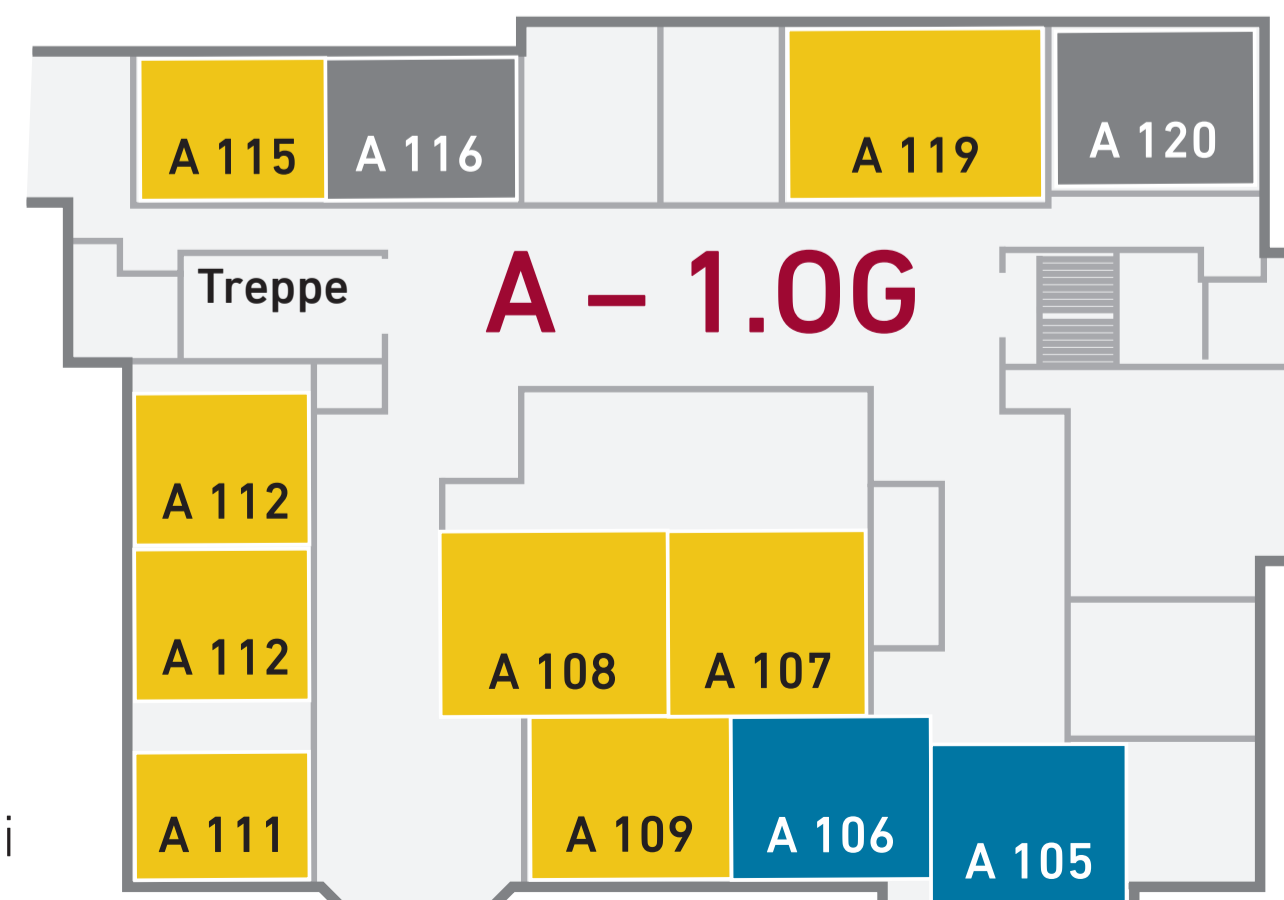 A 115
A 116
A 119
A 120
Treppe
A – 1.OG
A 112
A 112
A 108
A 107
A 111
A 109
A 106
A 105
i